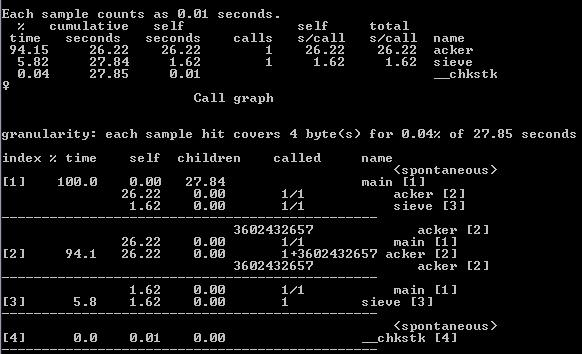 Each sample counts as 0.01 seconds.
  %   cumulative   self              self     total
 time   seconds   seconds    calls   s/call   s/call  name
94.15     26.22    26.22        1    26.22    26.22  acker
 5.82     27.84     1.62        1     1.62     1.62  sieve
 0.04     27.85     0.01                             __chkstk
♀
                        Call graph
granularity: each sample hit covers 4 byte(s) for 0.04% of 27.85 seconds
index % time    self  children    called     name
                                                 <spontaneous>
[1]    100.0    0.00   27.84                 main [1]
               26.22    0.00       1/1           acker [2]
                1.62    0.00       1/1           sieve [3]
-----------------------------------------------
                             3602432657             acker [2]
               26.22    0.00       1/1           main [1]
[2]     94.1   26.22    0.00       1+3602432657 acker [2]
                             3602432657             acker [2]
-----------------------------------------------
                1.62    0.00       1/1           main [1]
[3]      5.8    1.62    0.00       1         sieve [3]
-----------------------------------------------
                                                 <spontaneous>
[4]      0.0    0.01    0.00                 __chkstk [4]
-----------------------------------------------